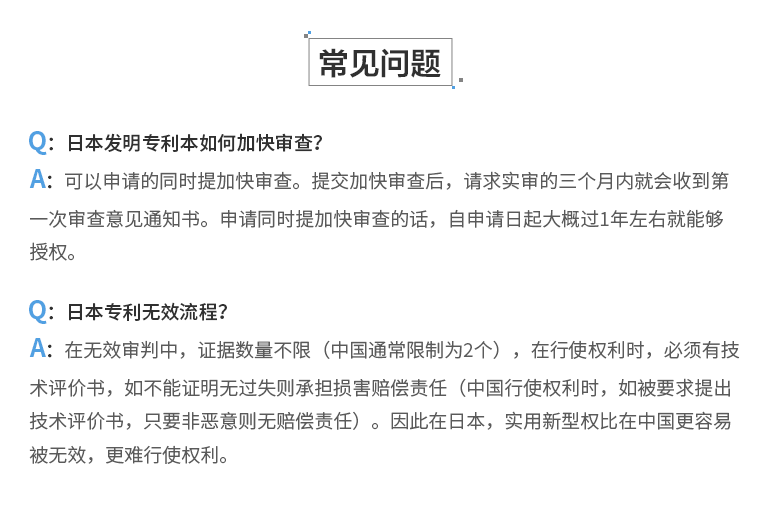 常见问题
Q：日本发明专利本如何加快审查?
A：可以申请的同时提加快审查。提交加快审查后，请求实审的三个月内就会收到第
一次审查意见通知书。申请同时提加快审查的话，自申请日起大概过1年左右就能够
授权。
Q：日本专利无效流程?
A：在无效审判中，证据数量不限（中国通常限制为2个），在行使权利时，必须有技
术评价书，如不能证明无过失则承担损害赔偿责任（中国行使权利时，如被要求提出
技术评价书，只要非恶意则无赔偿责任）。因此在日本，实用新型权比在中国更容易
被无效，更难行使权利。